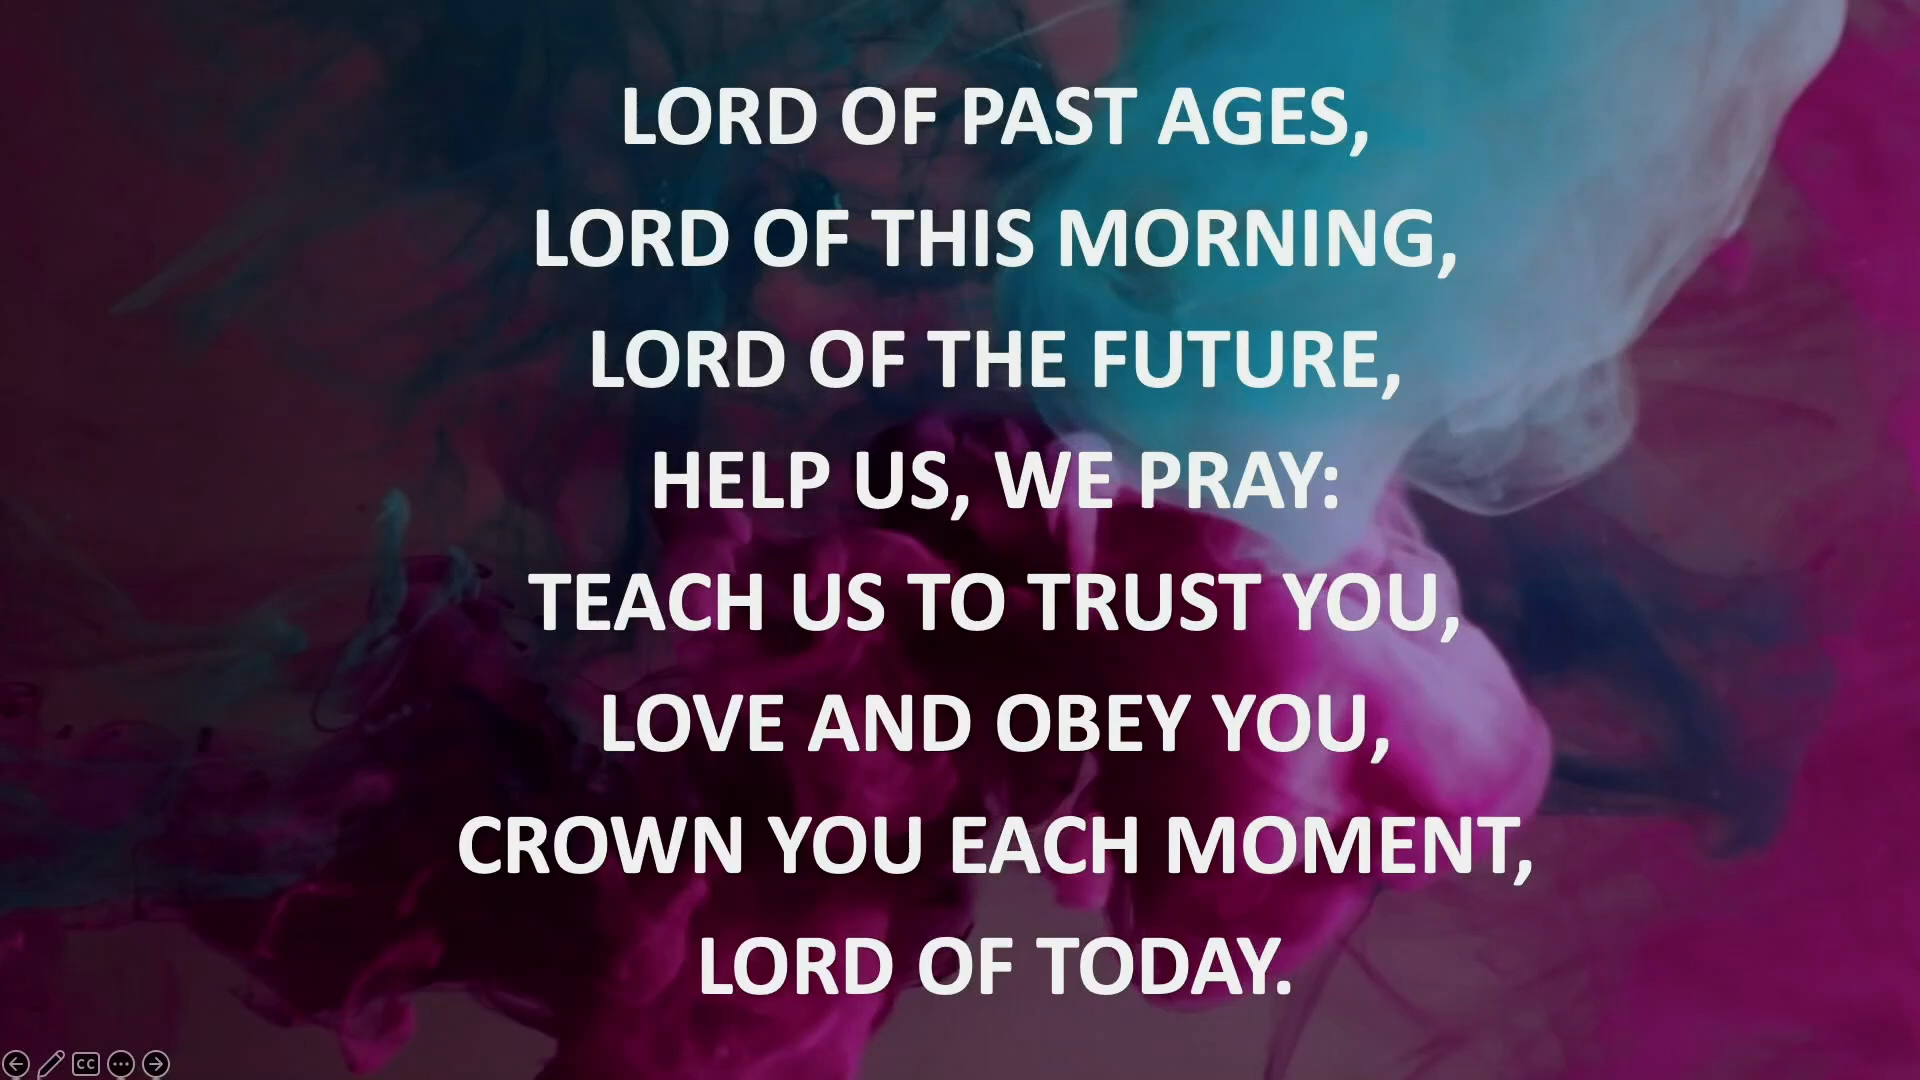 LORD OF PAST AGES,
LORD OF THIS MORNING,
LORD OF THE FUTURE,
HELP US, WE PRAY:
TEACH US TO TRUST YOU,
LOVE AND OBEY YOU,
CROWN YOU EACH MOMENT,
LORD OF TODAY.
CC